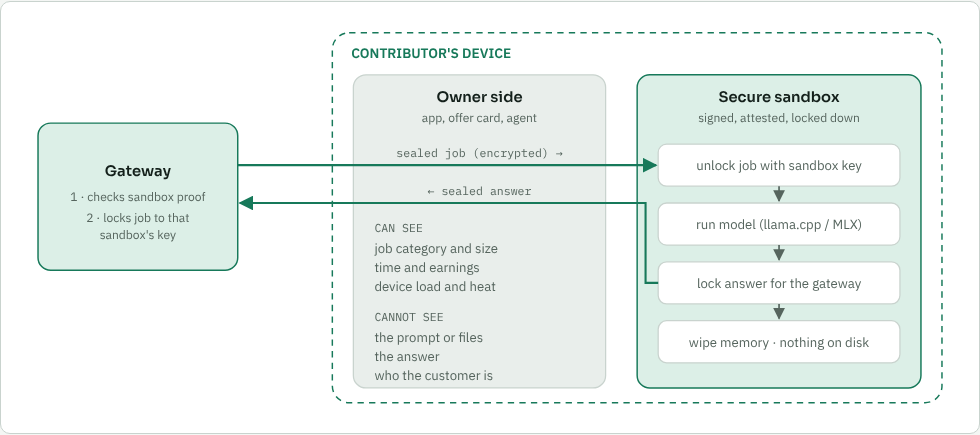 CONTRIBUTOR'S DEVICE
Gateway
1 · checks sandbox proof
2 · locks job to that
sandbox's key
Owner side
app, offer card, agent
sealed job (encrypted) →
← sealed answer
CAN SEE
job category and size
time and earnings
device load and heat
CANNOT SEE
the prompt or files
the answer
who the customer is
Secure sandbox
signed, attested, locked down
unlock job with sandbox key
run model (llama.cpp / MLX)
lock answer for the gateway
wipe memory · nothing on disk